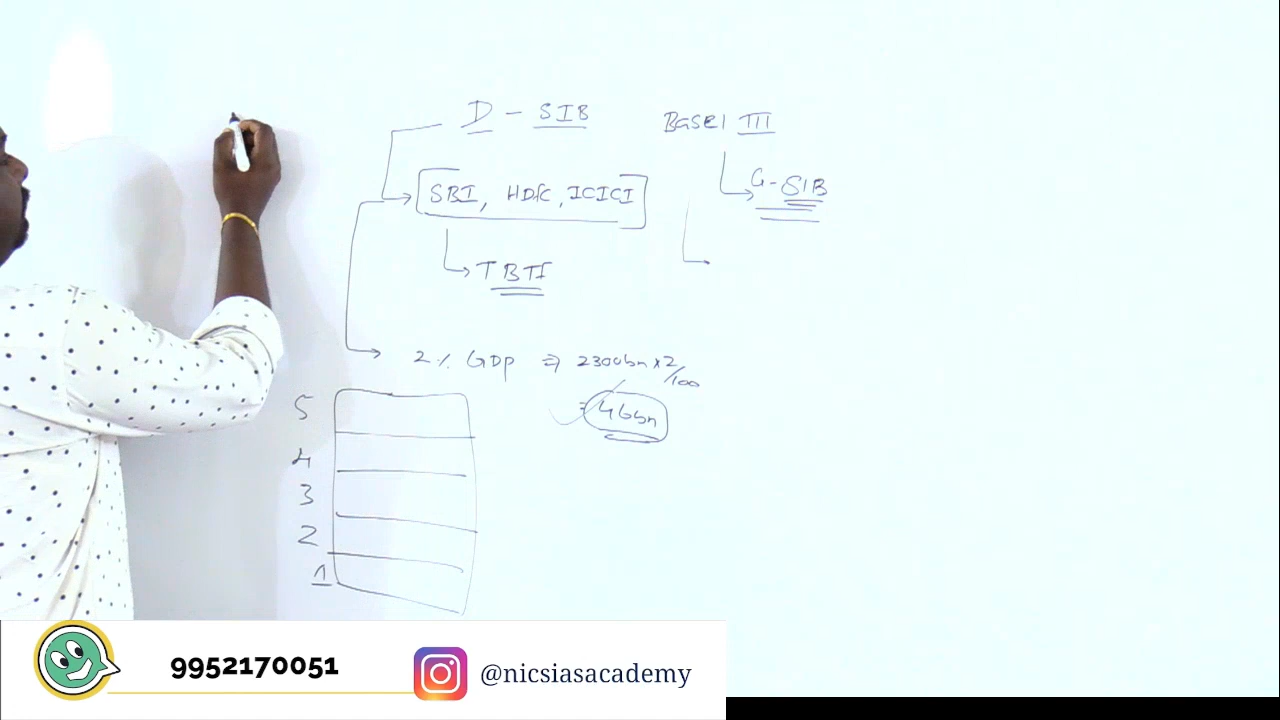 D - SIB
Basel III
G-SIB
SBI, HDFC, ICICI
TBTF
2% GDP ⇒ 2300bn x 2/100
= 46bn
5
4
3
2
1
9952170051
@nicsiasacademy